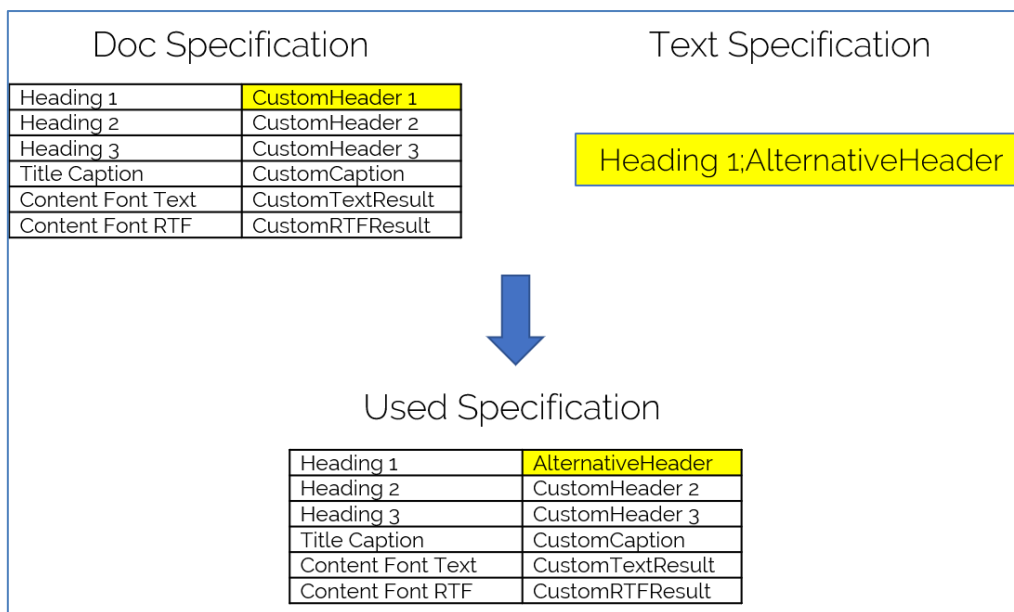 Doc Specification
Text Specification
Heading 1 CustomHeader 1
Heading 2 CustomHeader 2
Heading 3 CustomHeader 3
Title Caption CustomCaption
Content Font Text CustomTextResult
Content Font RTF CustomRTFResult
Heading 1;AlternativeHeader
Used Specification
Heading 1 AlternativeHeader
Heading 2 CustomHeader 2
Heading 3 CustomHeader 3
Title Caption CustomCaption
Content Font Text CustomTextResult
Content Font RTF CustomRTFResult